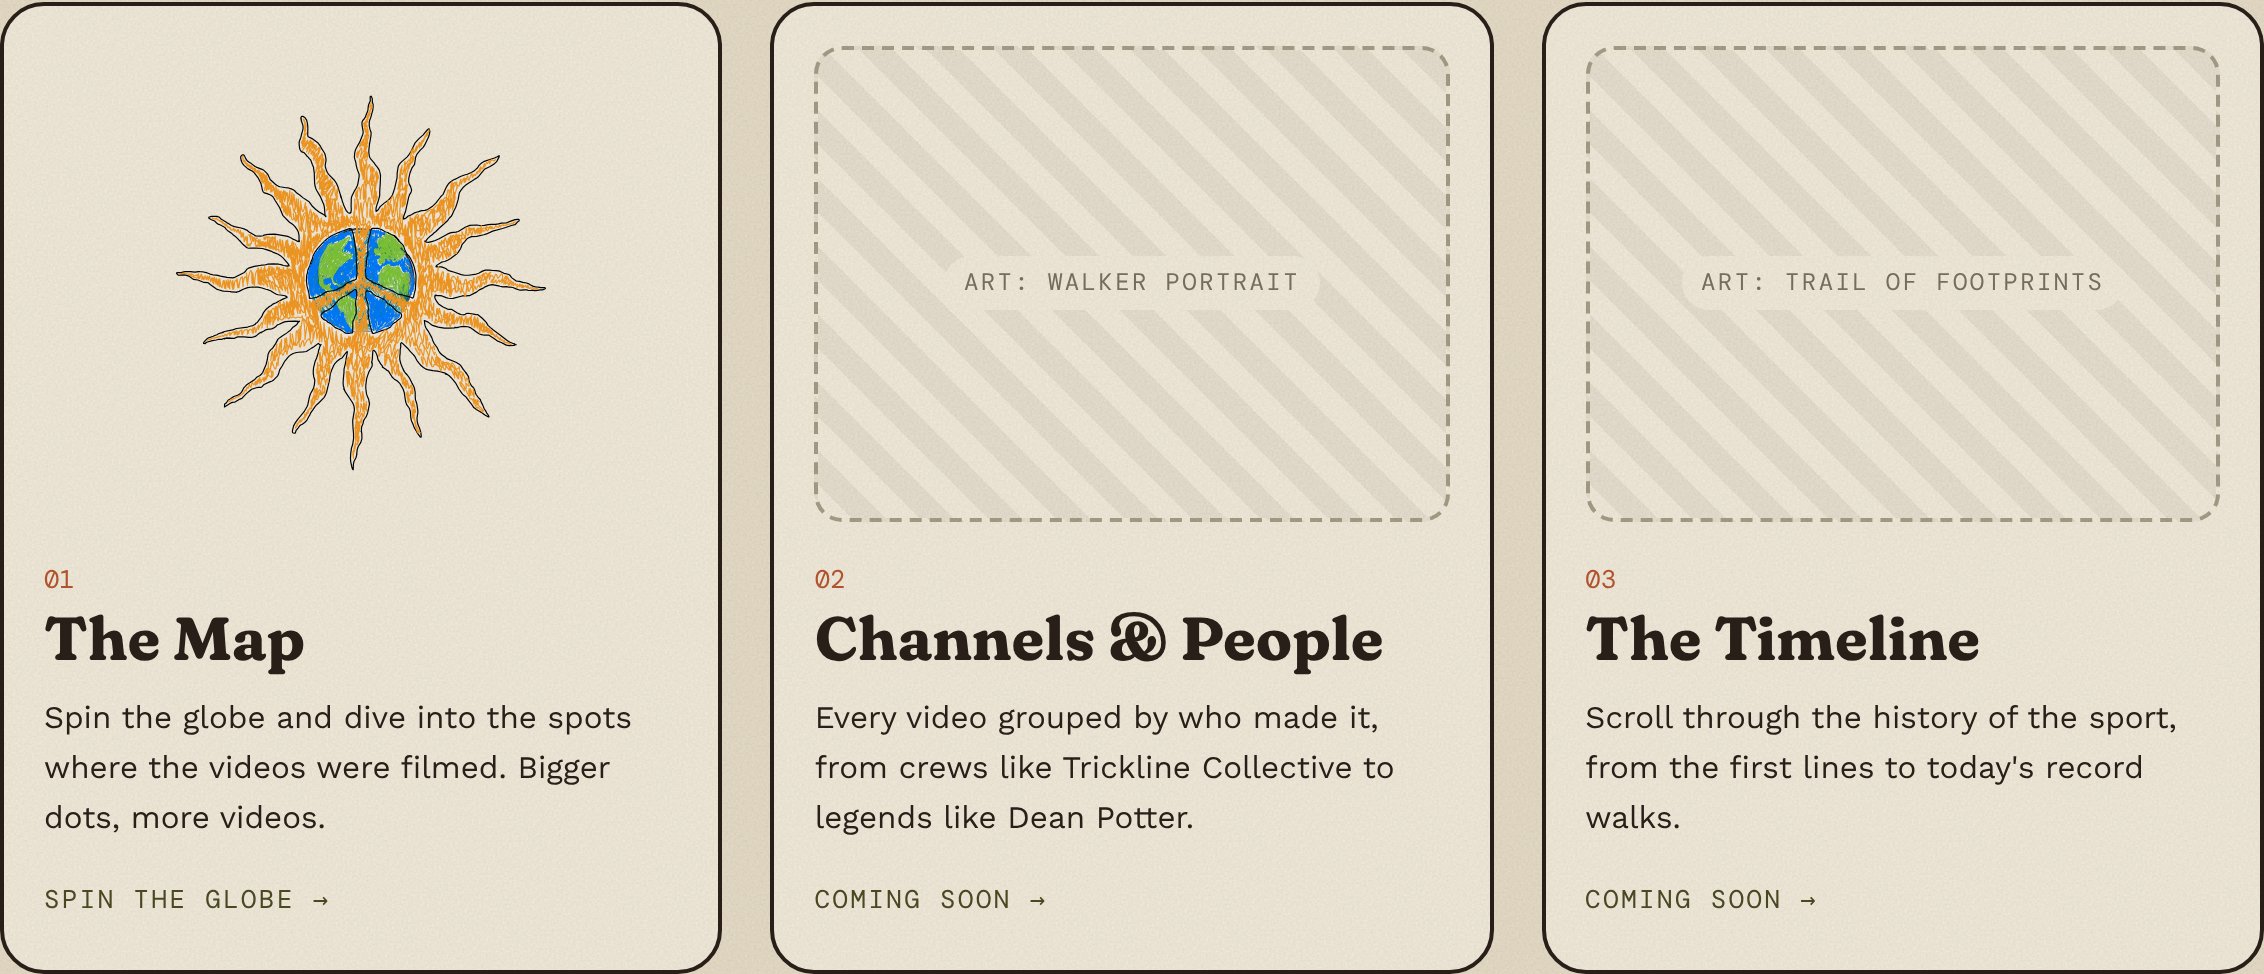 01
The Map
Spin the globe and dive into the spots
where the videos were filmed. Bigger
dots, more videos.
SPIN THE GLOBE →
ART: WALKER PORTRAIT
02
Channels & People
Every video grouped by who made it,
from crews like Trickline Collective to
legends like Dean Potter.
COMING SOON →
ART: TRAIL OF FOOTPRINTS
03
The Timeline
Scroll through the history of the sport,
from the first lines to today's record
walks.
COMING SOON →